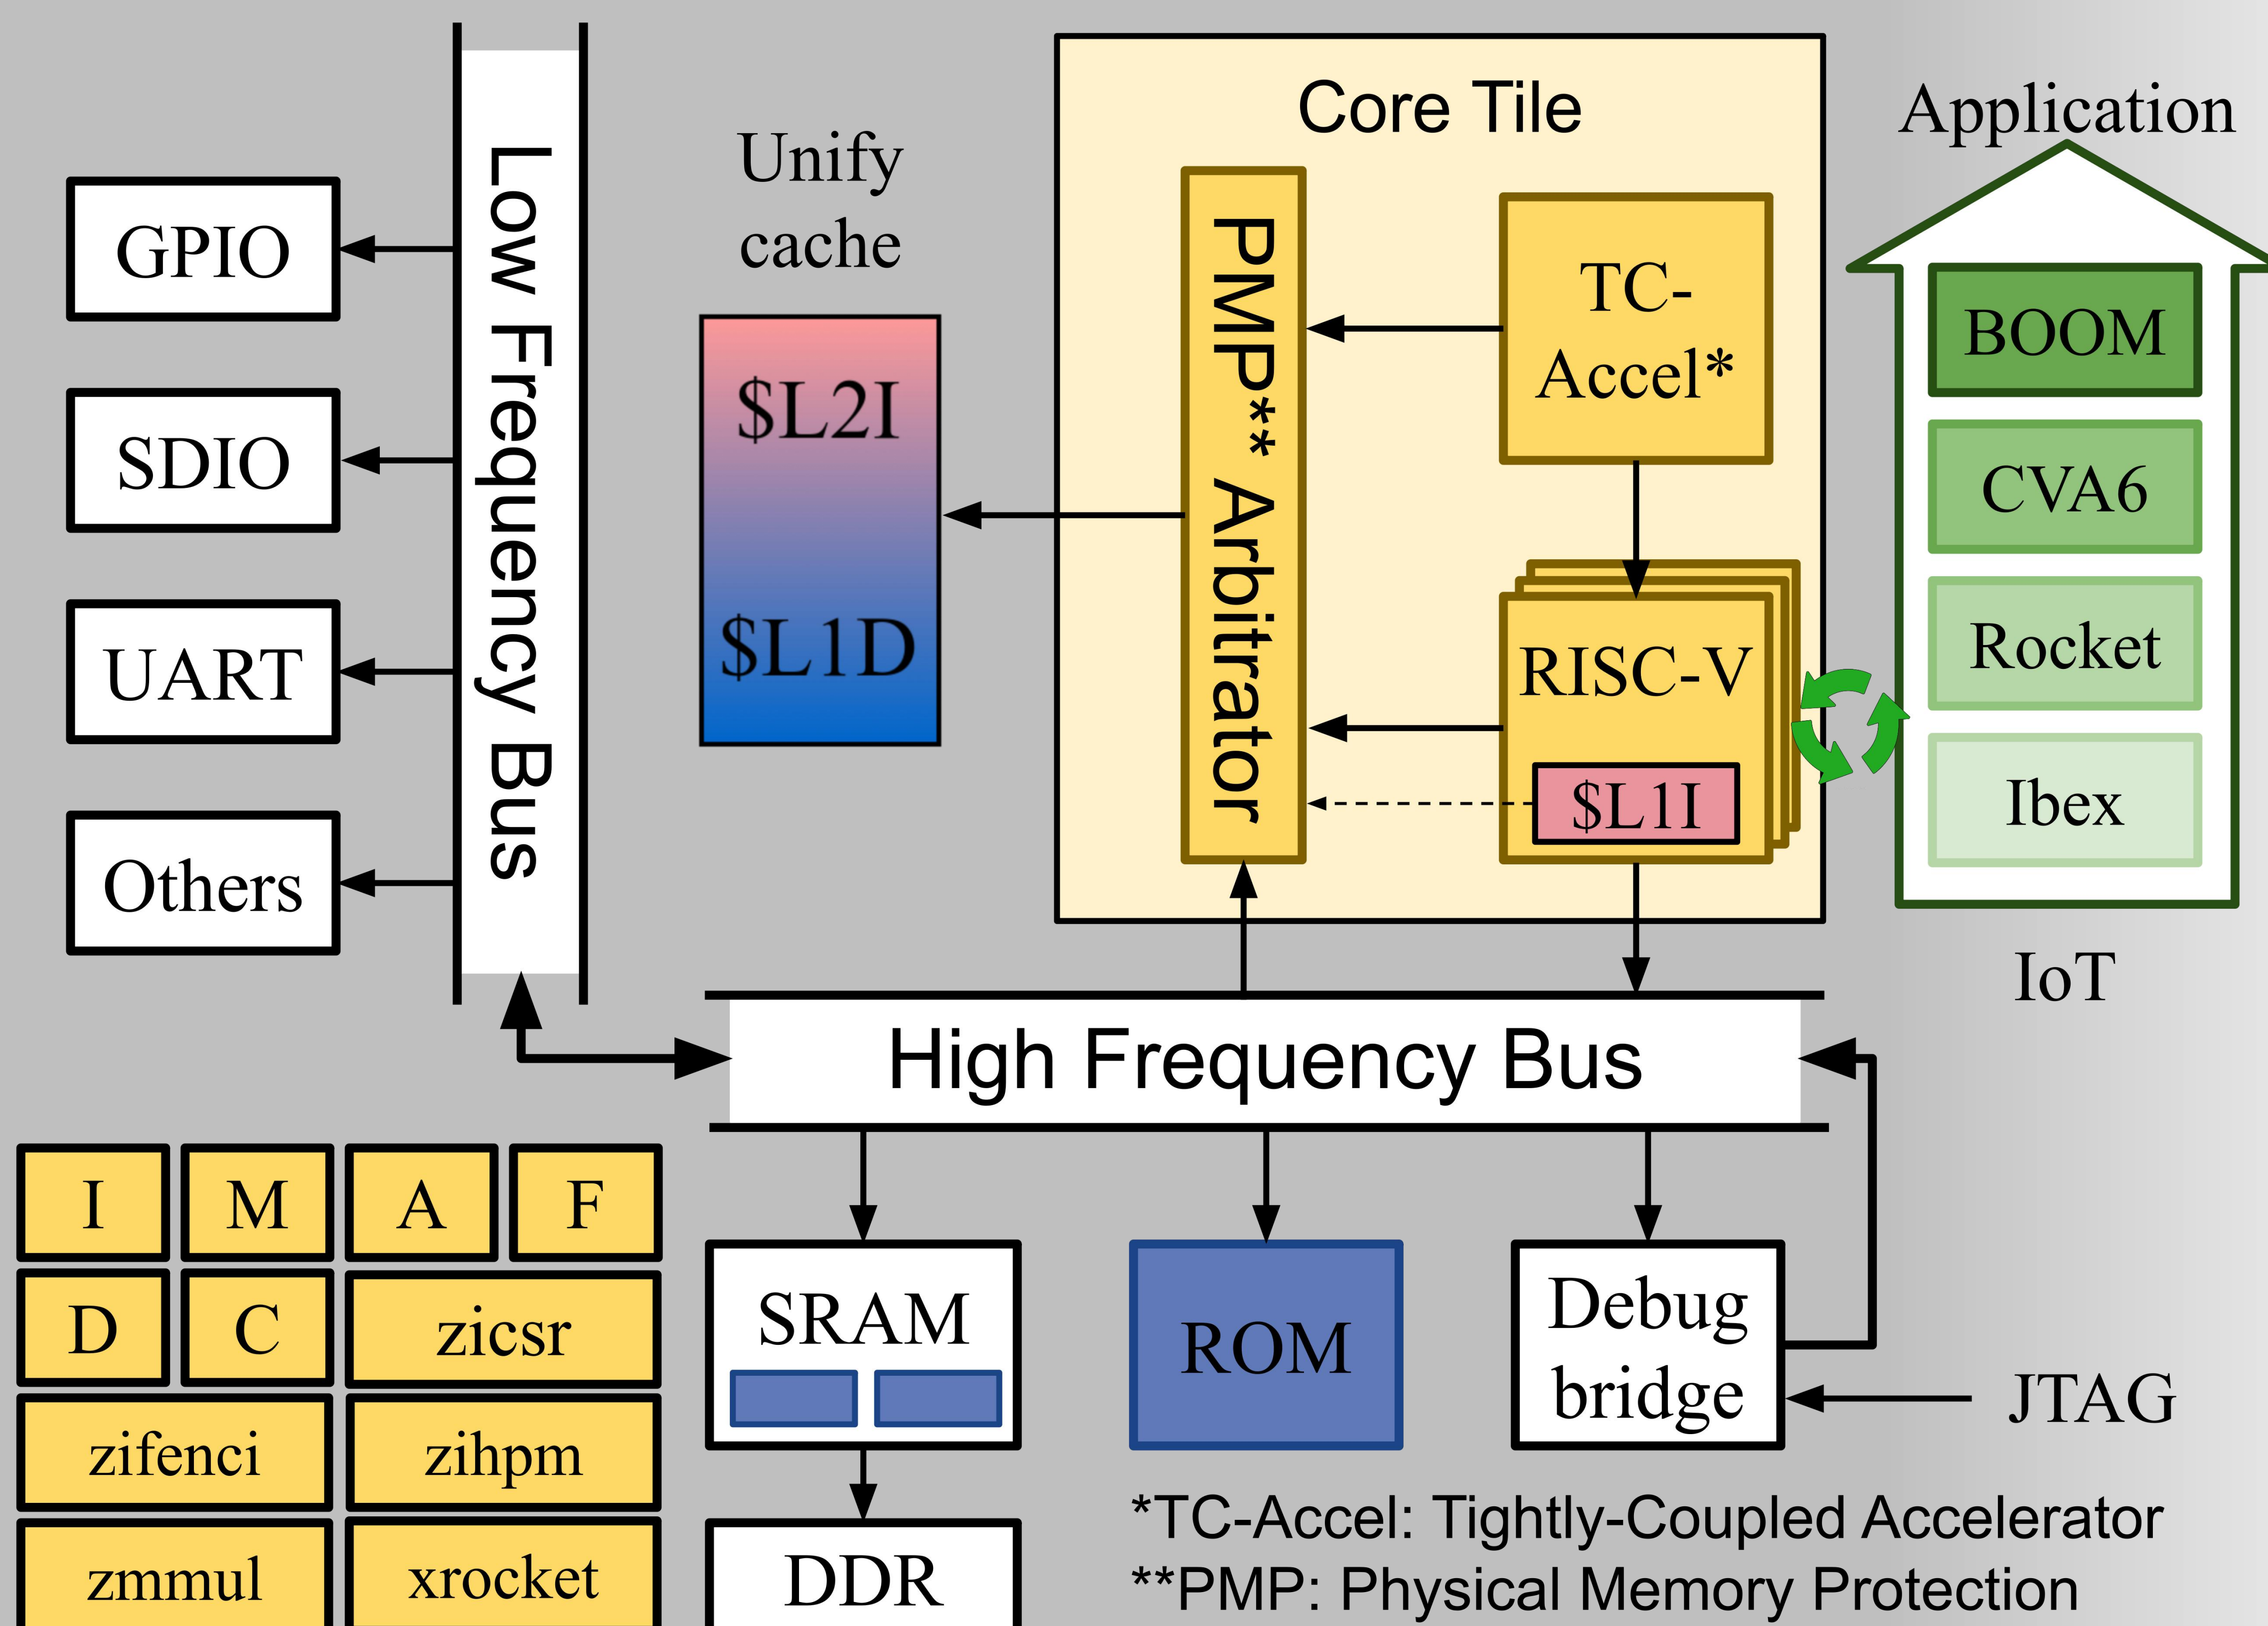 Low Frequency Bus
GPIO
SDIO
UART
Others
Unify
cache
$L2I
$L1D
Core Tile
PMP** Arbitrator
TC-
Accel*
RISC-V
$L1I
Application
BOOM
CVA6
Rocket
Ibex
IoT
High Frequency Bus
I
M
A
F
D
C
zicsr
zifenci
zihpm
zmmul
xrocket
SRAM
DDR
ROM
Debug
bridge
JTAG
*TC-Accel: Tightly-Coupled Accelerator
**PMP: Physical Memory Protection